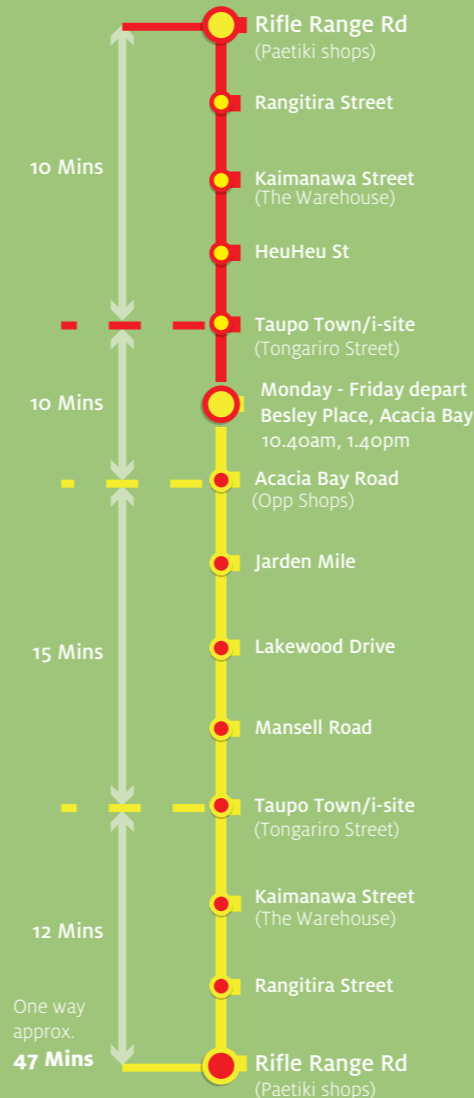 Rifle Range Rd
(Paetiki shops)
Rangitira Street
10 Mins
Kaimanawa Street
(The Warehouse)
HeuHeu St
Taupo Town/i-site
(Tongariro Street)
Monday - Friday depart
10 Mins
Besley Place, Acacia Bay
10.40am, 1.40pm
Acacia Bay Road
(Opp Shops)
Jarden Mile
15 Mins
Lakewood Drive
Mansell Road
Taupo Town/i-site
(Tongariro Street)
Kaimanawa Street
(The Warehouse)
12 Mins
Rangitira Street
One way
approx.
47 Mins
Rifle Range Rd
(Paetiki shops)